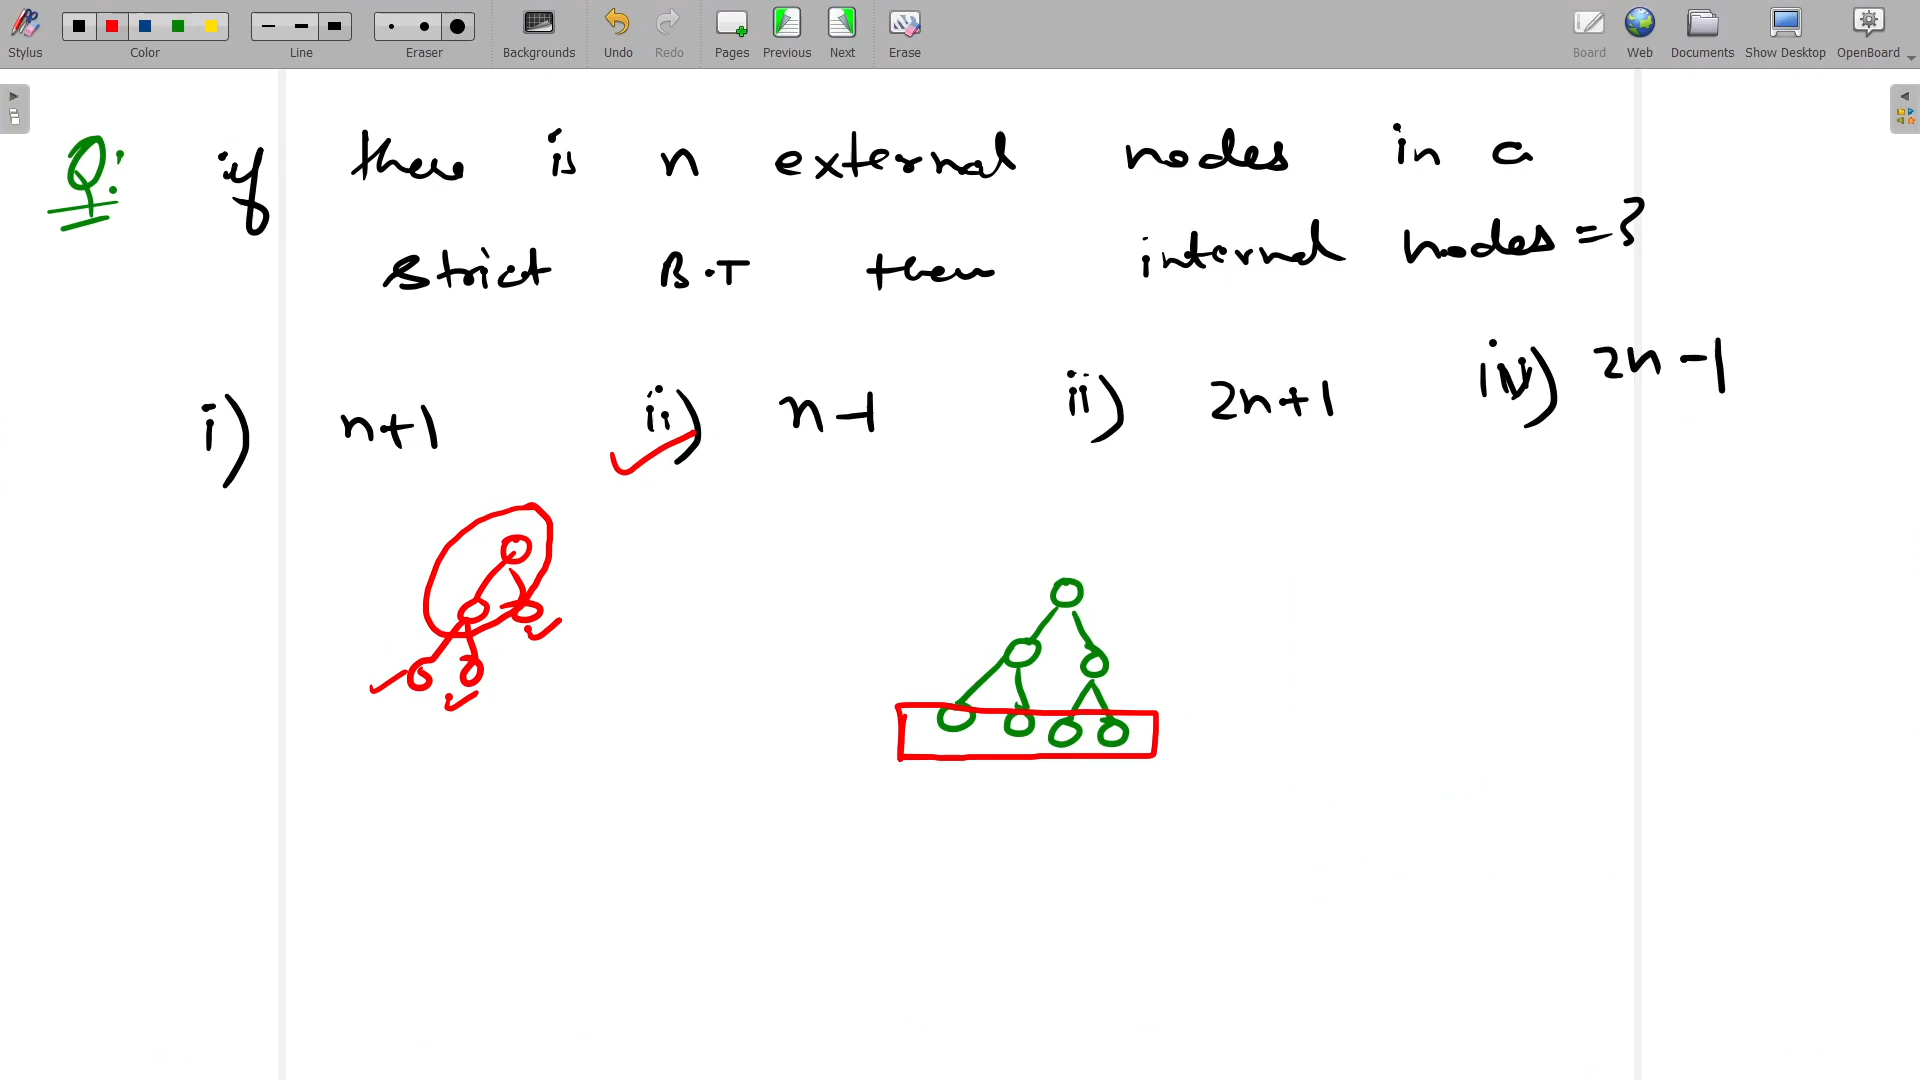 Stylus Color Line Eraser Backgrounds Undo Redo Pages Previous Next Erase Board Web Documents Show Desktop OpenBoard
Q: if there is n external nodes in a
strict B.T then internal nodes = ?
i) n+1 ii) n-1 ii) 2n+1 iv) 2n-1